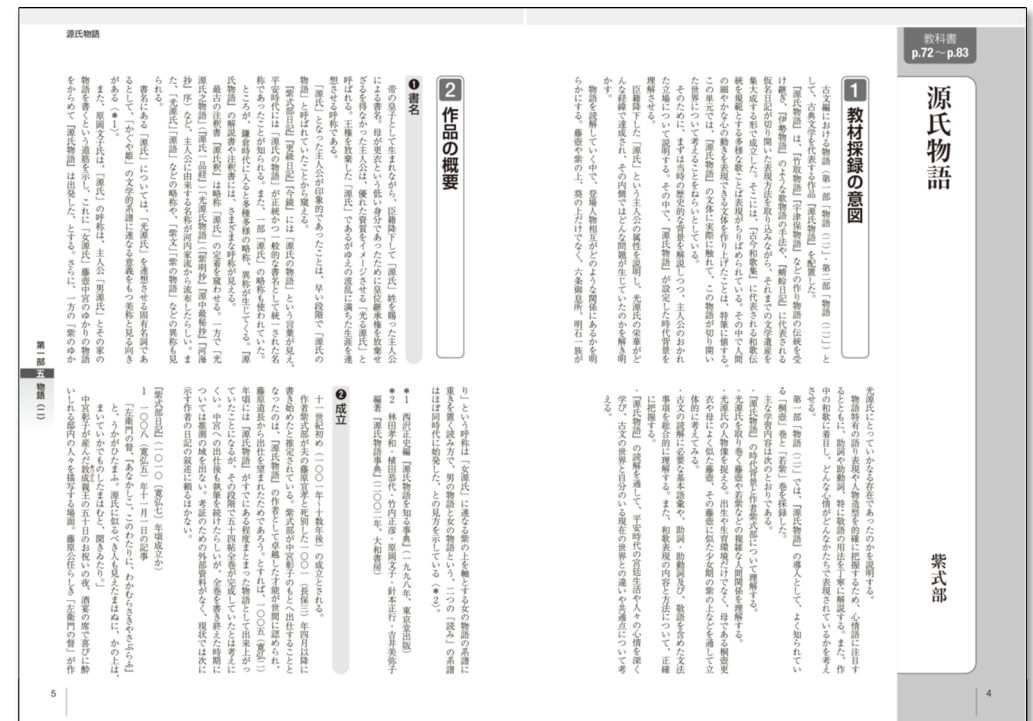 教科書
p.72～p.83
源氏物語
紫式部
1 教材採録の意図
古文編における物語（第一部「物語（一）」・第二部「物語（二）」）と
して、古典文学を代表する作品『源氏物語』を配置した。
『源氏物語』は、『竹取物語』『宇津保物語』などの作り物語の伝統を受
け継ぎ、『伊勢物語』のような歌物語の手法や、『蜻蛉日記』に代表される
仮名日記が切り開いた表現方法を取り込みながら、それまでの文学遺産を
集大成する形で成立した。そこには、『古今和歌集』に代表される和歌伝
統を規範とする多様な歌ことば表現がちりばめられている。その中で人間
の細やかな心の動きを表現できる文体を作り上げたことは、特筆に値する。
この単元では、『源氏物語』の文体に実際に触れて、この物語が切り開い
た世界について考えることをねらいとしている。
そのために、まずは当時の歴史的な背景を解説しつつ、主人公のおかれ
た立場について説明する。その中で、『源氏物語』が設定した時代背景を
理解させる。
臣籍降下した「源氏」という主人公の属性を説明し、光源氏の栄華がど
んな経緯で達成され、その内側ではどんな問題が生じていたのかを解き明
かす。
物語を読解していく中で、登場人物相互がどのような関係にあるかを明
らかにする。藤壺や紫の上、葵の上だけでなく、六条御息所、明石一族が
光源氏にとっていかなる存在であったのかを説明する。
物語特有の語り表現や人物造型を的確に把握するため、心情語に注目す
るとともに、助詞や助動詞、特に敬語の用法を丁寧に解説する。また、作
中の和歌に着目し、どんな心情がどんなかたちで表現されているかを考え
させる。
第一部「物語（二）」では、『源氏物語』の導入として、よく知られてい
る「桐壺」巻と「若紫」巻を採録した。
主な学習内容は次のとおりである。
・『源氏物語』の時代背景と作者紫式部について理解する。
・光源氏を取り巻く藤壺や若紫などの複雑な人間関係を理解する。
・光源氏の人物像を捉える。出生や生育環境だけでなく、母である桐壺更
衣や母によく似た藤壺、その藤壺に似た少女期の紫の上などを通して立
体的に考えてみる。
・古文の読解に必要な基本語彙や、助詞、助動詞及び、敬語を含めた文法
事項を総合的に理解する。また、和歌表現の内容と方法について、正確
に把握する。
・『源氏物語』の読解を通して、平安時代の宮廷生活や人々の心情を深く
学び、古文の世界と自分のいる現在の世界との違いや共通点について考
える。
4
源氏物語
2 作品の概要
❶書名
帝の皇子として生まれながら、臣籍降下して「源氏」姓を賜った主人公
による書名。母が更衣という低い身分であったために皇位継承権を放棄せ
ざるを得なかった主人公は、優れた資質をイメージさせる「光る源氏」と
呼ばれる。王権を放棄した「源氏」であるがゆえの波乱に満ちた生涯を連
想させる呼称である。
「源氏」となった主人公が印象的であったことは、早い段階で「源氏の
物語」と呼ばれていたことから窺える。
『紫式部日記』『更級日記』『今鏡』には「源氏の物語」という言葉が見え、
平安時代には「源氏の物語」が正統かつ一般的な書名として統一された名
称であったことが知られる。また、一部「源氏」の略称も使われていた。
ところが、鎌倉時代に入ると多種多様の略称、異称が生じてくる。『源
氏物語』の解説書や注釈書には、さまざまな呼称が見える。
最古の注釈書『源氏釈』は略称「源氏」の定着を窺わせる。一方で「光
源氏之物語」（『源氏一品経』）「光源氏物語」（『紫明抄』『原中最秘抄』『河海
抄』序）など、主人公に由来する名称が河内家流から流布したらしい。ま
た、「光源氏」「源語」などの略称や、「紫文」「紫の物語」などの異称も見
える。
書名にある「源氏」については、「光源氏」を連想させる固有名詞であ
るとして、「かぐや姫」の文学的系譜に連なる意義をもつ美称と見る向き
がある（＊1）。
また、原岡文子氏は、「源氏」の呼称は、主人公「男源氏」とその家の
物語を書くという道筋を示し、これに「女源氏」藤壺中宮のゆかりの物語
をからめて『源氏物語』は出発した、とする。さらに、一方の「紫のゆか
り」という呼称は「女源氏」に連なる紫の上を軸とする女の物語の系譜に
重きを置く読み方で、男の物語と女の物語という、二つの「読み」の系譜
はほぼ同時代に始発した、との見方を示している（＊2）。
＊1 西沢正史編『源氏物語を知る事典』（一九九八年、東京堂出版）
＊2 林田孝和・植田恭代・竹内正彦・原岡文子・針本正行・吉井美弥子
編著『源氏物語事典』（二〇〇二年、大和書房）
❷成立
十一世紀初め（一〇〇一年～十数年後）の成立とされる。
作者紫式部が夫の藤原宣孝と死別した一〇〇一（長保三）年四月以降に
書き始めたと推定されている。紫式部が中宮彰子のもとへ出仕することと
なったのは、『源氏物語』の作者として卓越した才能が世間に認められ、
藤原道長から出仕を望まれたためであろう。とすれば、一〇〇五（寛弘二）
年頃には『源氏物語』がすでにある程度まとまった物語として出来上がっ
ていたことになるが、その段階で五十四帖全巻が完成していたとは考えに
くい。中宮への出仕後も執筆を続けたらしいが、全巻を書き終えた時期に
ついては推測の域を出ない。考証のための外部資料がなく、現状では次に
示す作者の日記の叙述に頼るほかない。
『紫式部日記』（一〇一〇（寛弘七）年頃成立か）
1 一〇〇八（寛弘五）年十一月一日の記事
「左衛門の督、「あなかしこ、このわたりに、わかむらさきやさぶらふ」
と、うかがひたまふ。源氏に似るべき人も見えたまはぬに、かの上は、
まいていかでものしたまはむと、聞きゐたり。」
中宮彰子が産んだ敦成親王の五十日のお祝いの夜、酒宴の席で喜びに酔
いしれる邸内の人々を描写する場面。藤原公任らしき「左衛門の督」が作
第一部 五 物語（二）
5